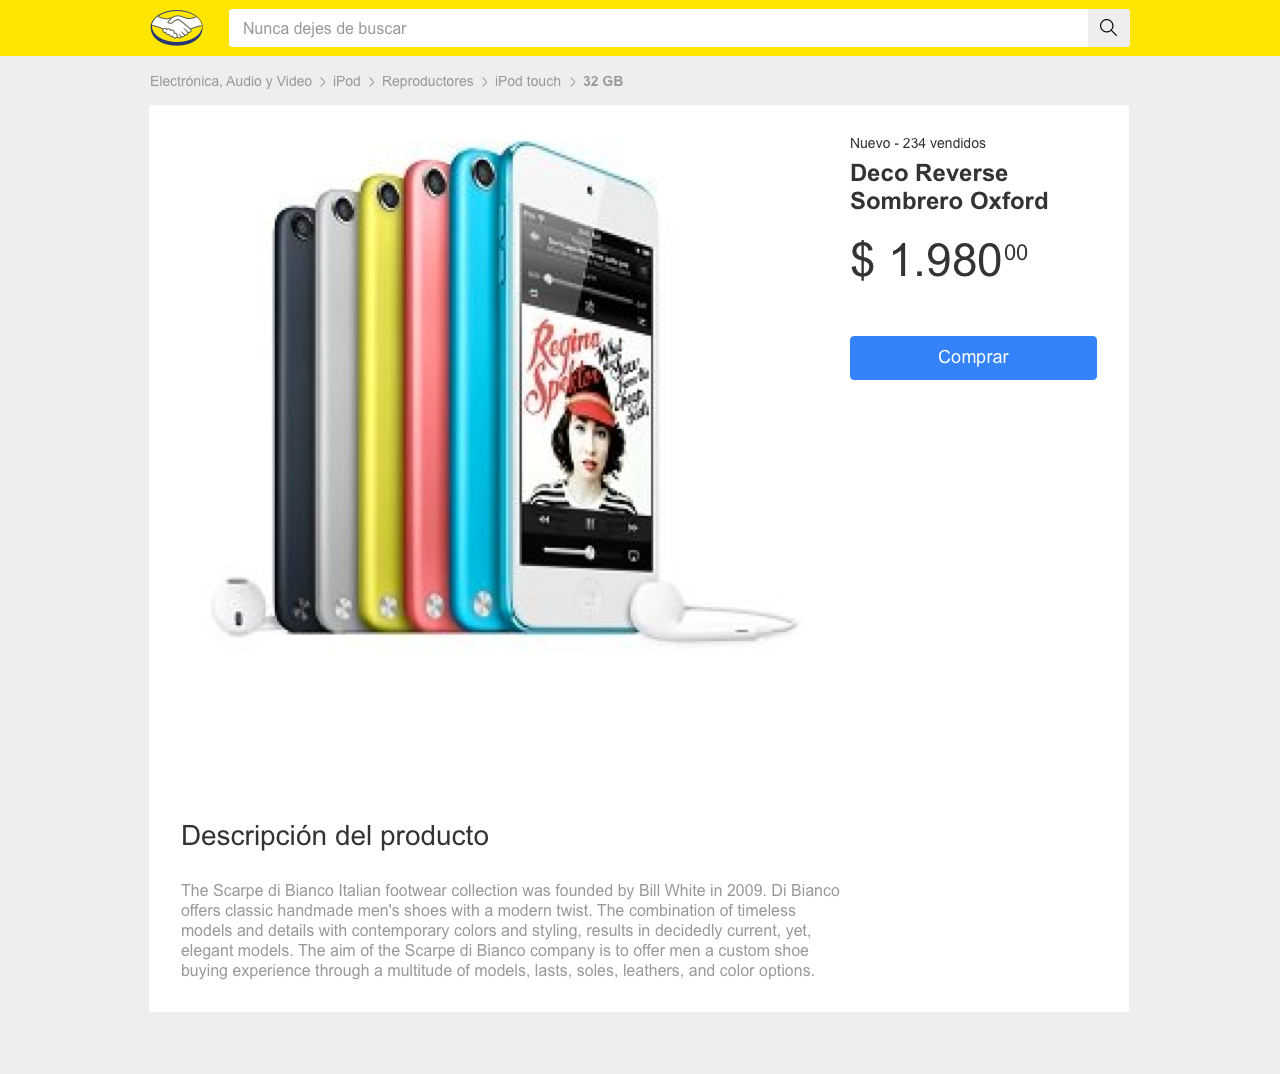 Nunca dejes de buscar
Electrónica, Audio y Video > iPod > Reproductores > iPod touch > 32 GB
Nuevo - 234 vendidos
Deco Reverse
Sombrero Oxford
$ 1.980 00
Comprar
Regina
Spektor
What
we
Saw
from the
Cheap
Seats
Descripción del producto
The Scarpe di Bianco Italian footwear collection was founded by Bill White in 2009. Di Bianco
offers classic handmade men's shoes with a modern twist. The combination of timeless
models and details with contemporary colors and styling, results in decidedly current, yet,
elegant models. The aim of the Scarpe di Bianco company is to offer men a custom shoe
buying experience through a multitude of models, lasts, soles, leathers, and color options.